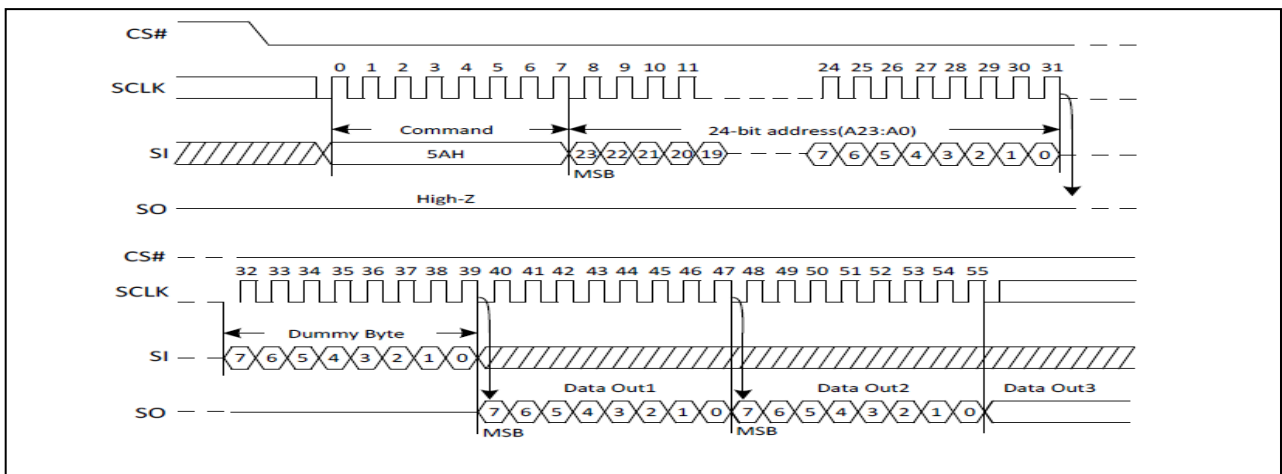 CS#
0 1 2 3 4 5 6 7 8 9 10 11 24 25 26 27 28 29 30 31
SCLK
Command 24-bit address(A23:A0)
SI 5AH 23 22 21 20 19 7 6 5 4 3 2 1 0
MSB
High-Z
SO
CS#
32 33 34 35 36 37 38 39 40 41 42 43 44 45 46 47 48 49 50 51 52 53 54 55
SCLK
Dummy Byte
SI 7 6 5 4 3 2 1 0
Data Out1 Data Out2 Data Out3
SO 7 6 5 4 3 2 1 0 7 6 5 4 3 2 1 0
MSB MSB